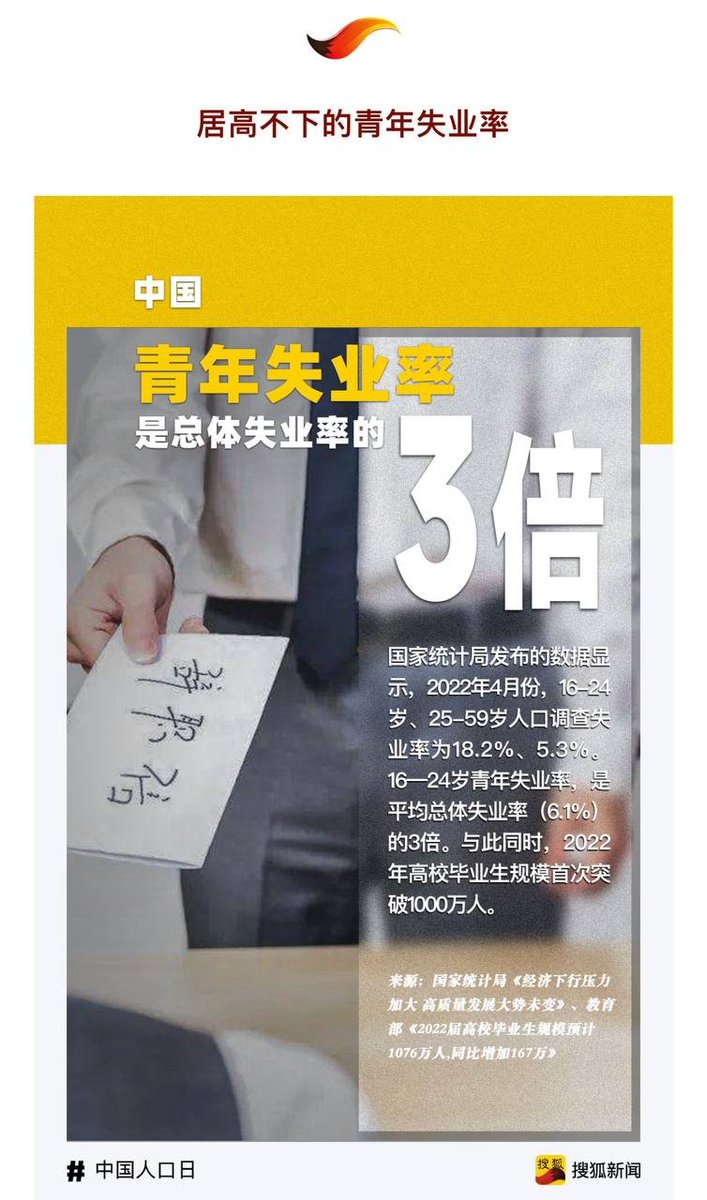 居高不下的青年失业率
中国
青年失业率
是总体失业率的
3倍
辞职信
国家统计局发布的数据显
示，2022年4月份，16-24
岁、25-59岁人口调查失
业率为18.2%、5.3%。
16—24岁青年失业率，是
平均总体失业率（6.1%）
的3倍。与此同时，2022
年高校毕业生规模首次突
破1000万人。
来源：国家统计局《经济下行压力
加大 高质量发展大势未变》、教育
部《2022届高校毕业生规模预计
1076万人,同比增加167万》
# 中国人口日
搜狐 搜狐新闻